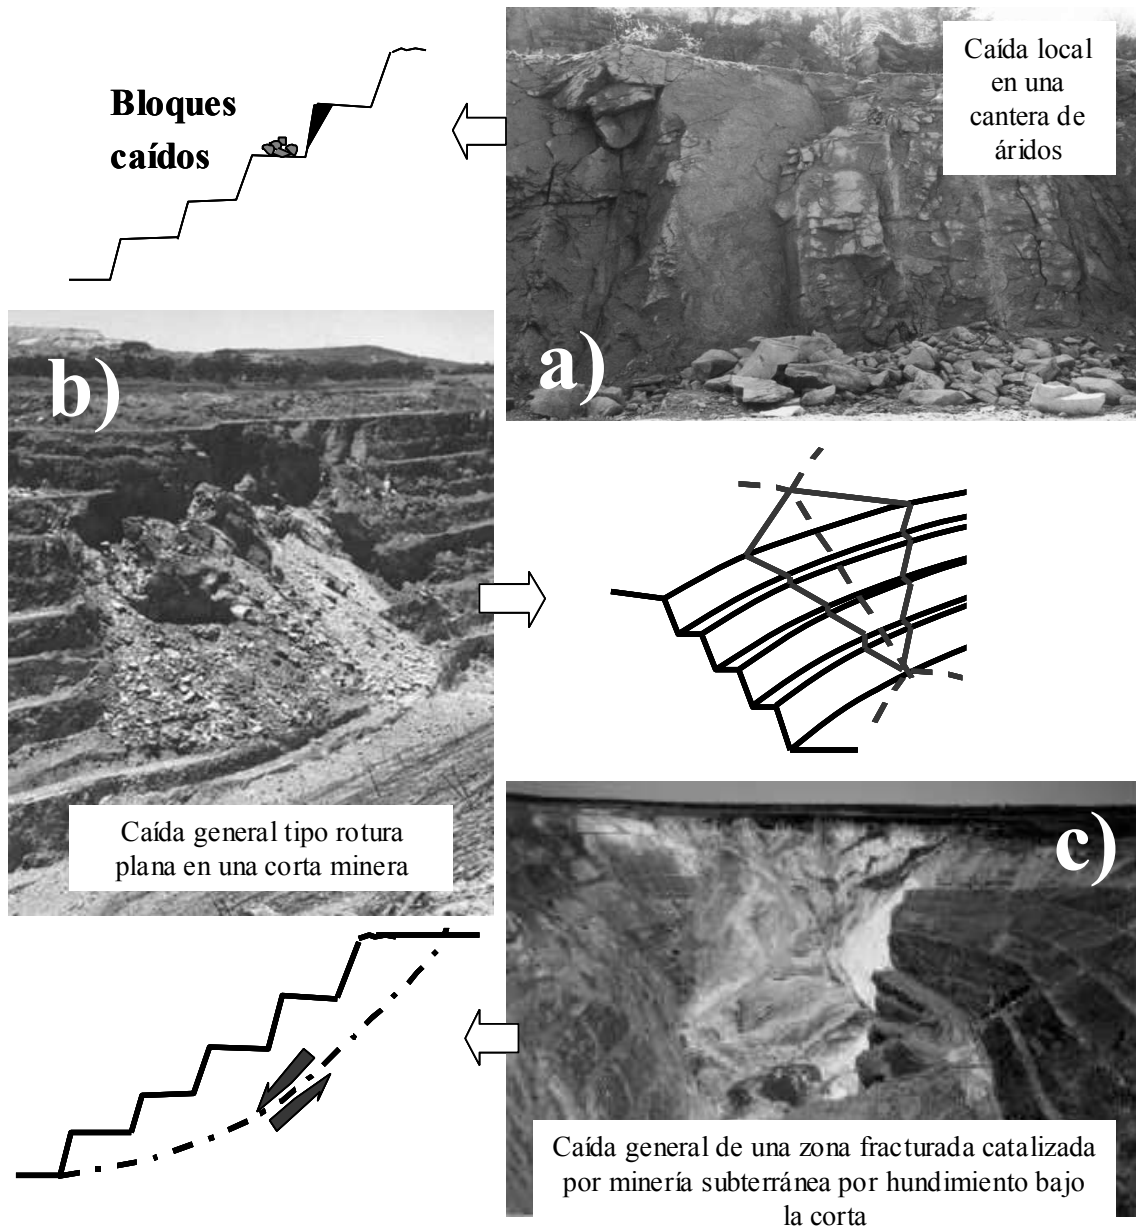 Bloques
caídos
Caída local
en una
cantera de
áridos
a)
b)
Caída general tipo rotura
plana en una corta minera
c)
Caída general de una zona fracturada catalizada
por minería subterránea por hundimiento bajo
la corta